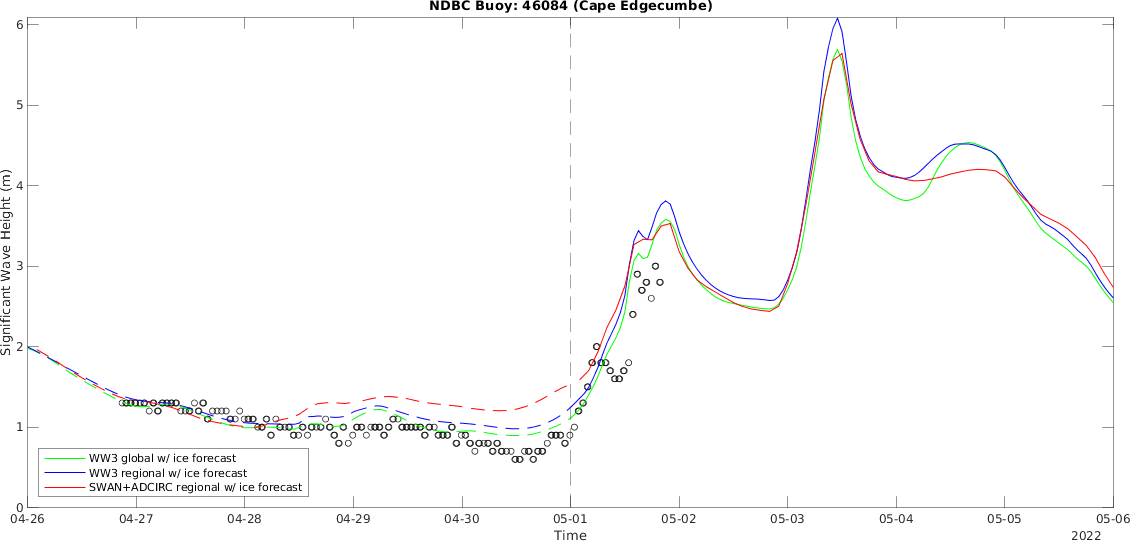 NDBC Buoy: 46084 (Cape Edgecumbe)
6
5
4
3
2
1
0
Significant Wave Height (m)
WW3 global w/ ice forecast
WW3 regional w/ ice forecast
SWAN+ADCIRC regional w/ ice forecast
04-26 04-27 04-28 04-29 04-30 05-01 05-02 05-03 05-04 05-05 05-06
Time
2022